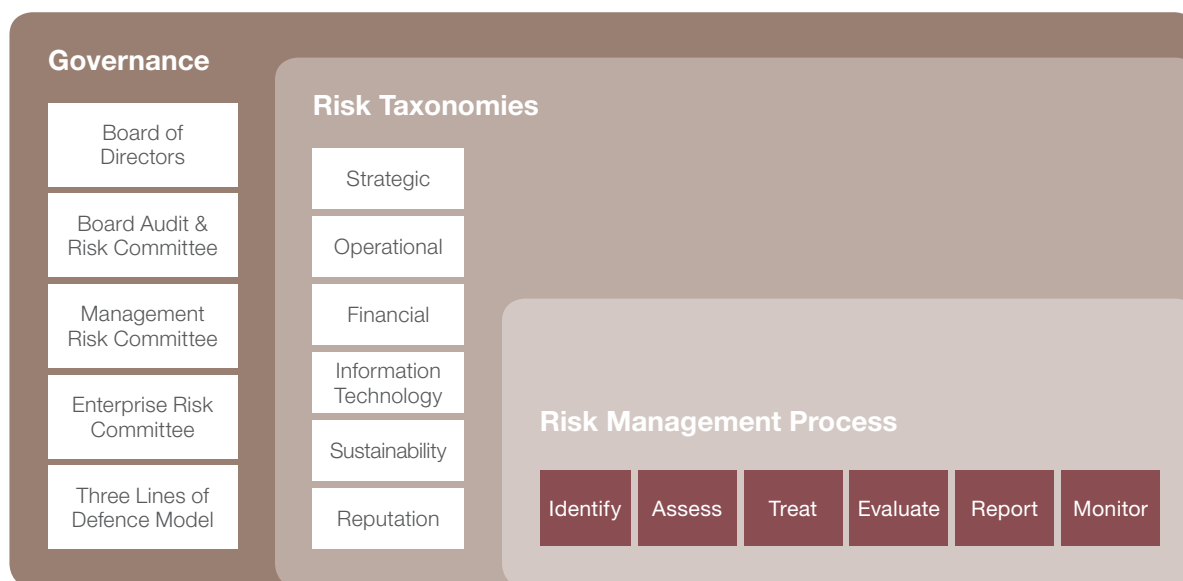 Governance
Board of
Directors
Board Audit &
Risk Committee
Management
Risk Committee
Enterprise Risk
Committee
Three Lines of
Defence Model
Risk Taxonomies
Strategic
Operational
Financial
Information
Technology
Sustainability
Reputation
Risk Management Process
Identify Assess Treat Evaluate Report Monitor